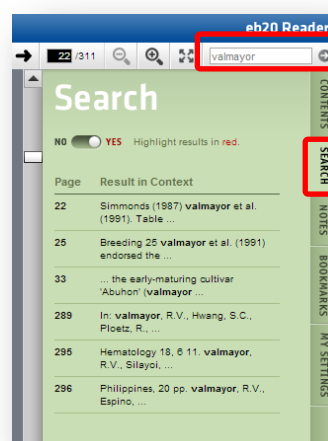 eb20 Reader
22 /311 valmayor
Search
NO YES Highlight results in red.
Page Result in Context
22 Simmonds (1987) valmayor et al.
(1991). Table ...
25 Breeding 25 valmayor et al. (1991)
endorsed the ...
33 ... the early-maturing cultivar
'Abuhon' (valmayor ...
289 In: valmayor, R.V., Hwang, S.C.,
Ploetz, R., ...
295 Hematology 18, 6 11. valmayor,
R.V., Silayoi, ...
296 Philippines, 20 pp. valmayor, R.V.,
Espino, ...
CONTENTS
SEARCH
NOTES
BOOKMARKS
MY SETTINGS